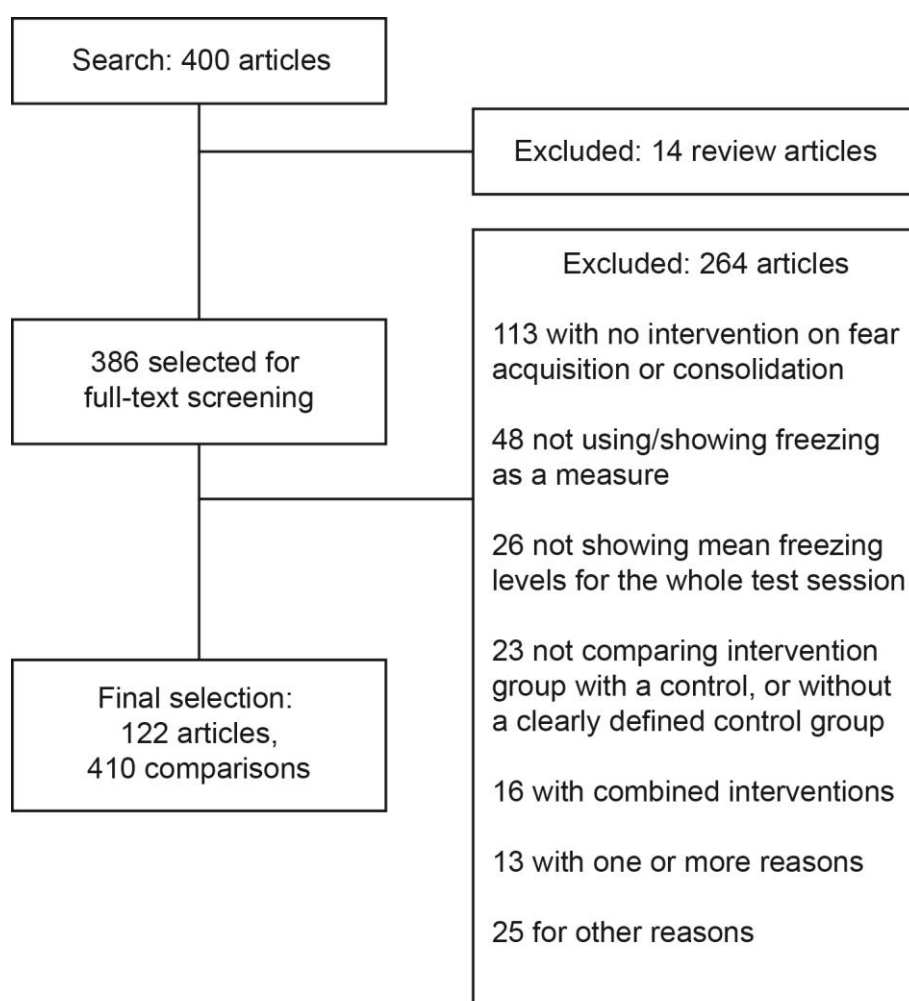 Search: 400 articles
Excluded: 14 review articles
Excluded: 264 articles
113 with no intervention on fear
acquisition or consolidation
48 not using/showing freezing
as a measure
26 not showing mean freezing
levels for the whole test session
23 not comparing intervention
group with a control, or without
a clearly defined control group
16 with combined interventions
13 with one or more reasons
25 for other reasons
386 selected for
full-text screening
Final selection:
122 articles,
410 comparisons